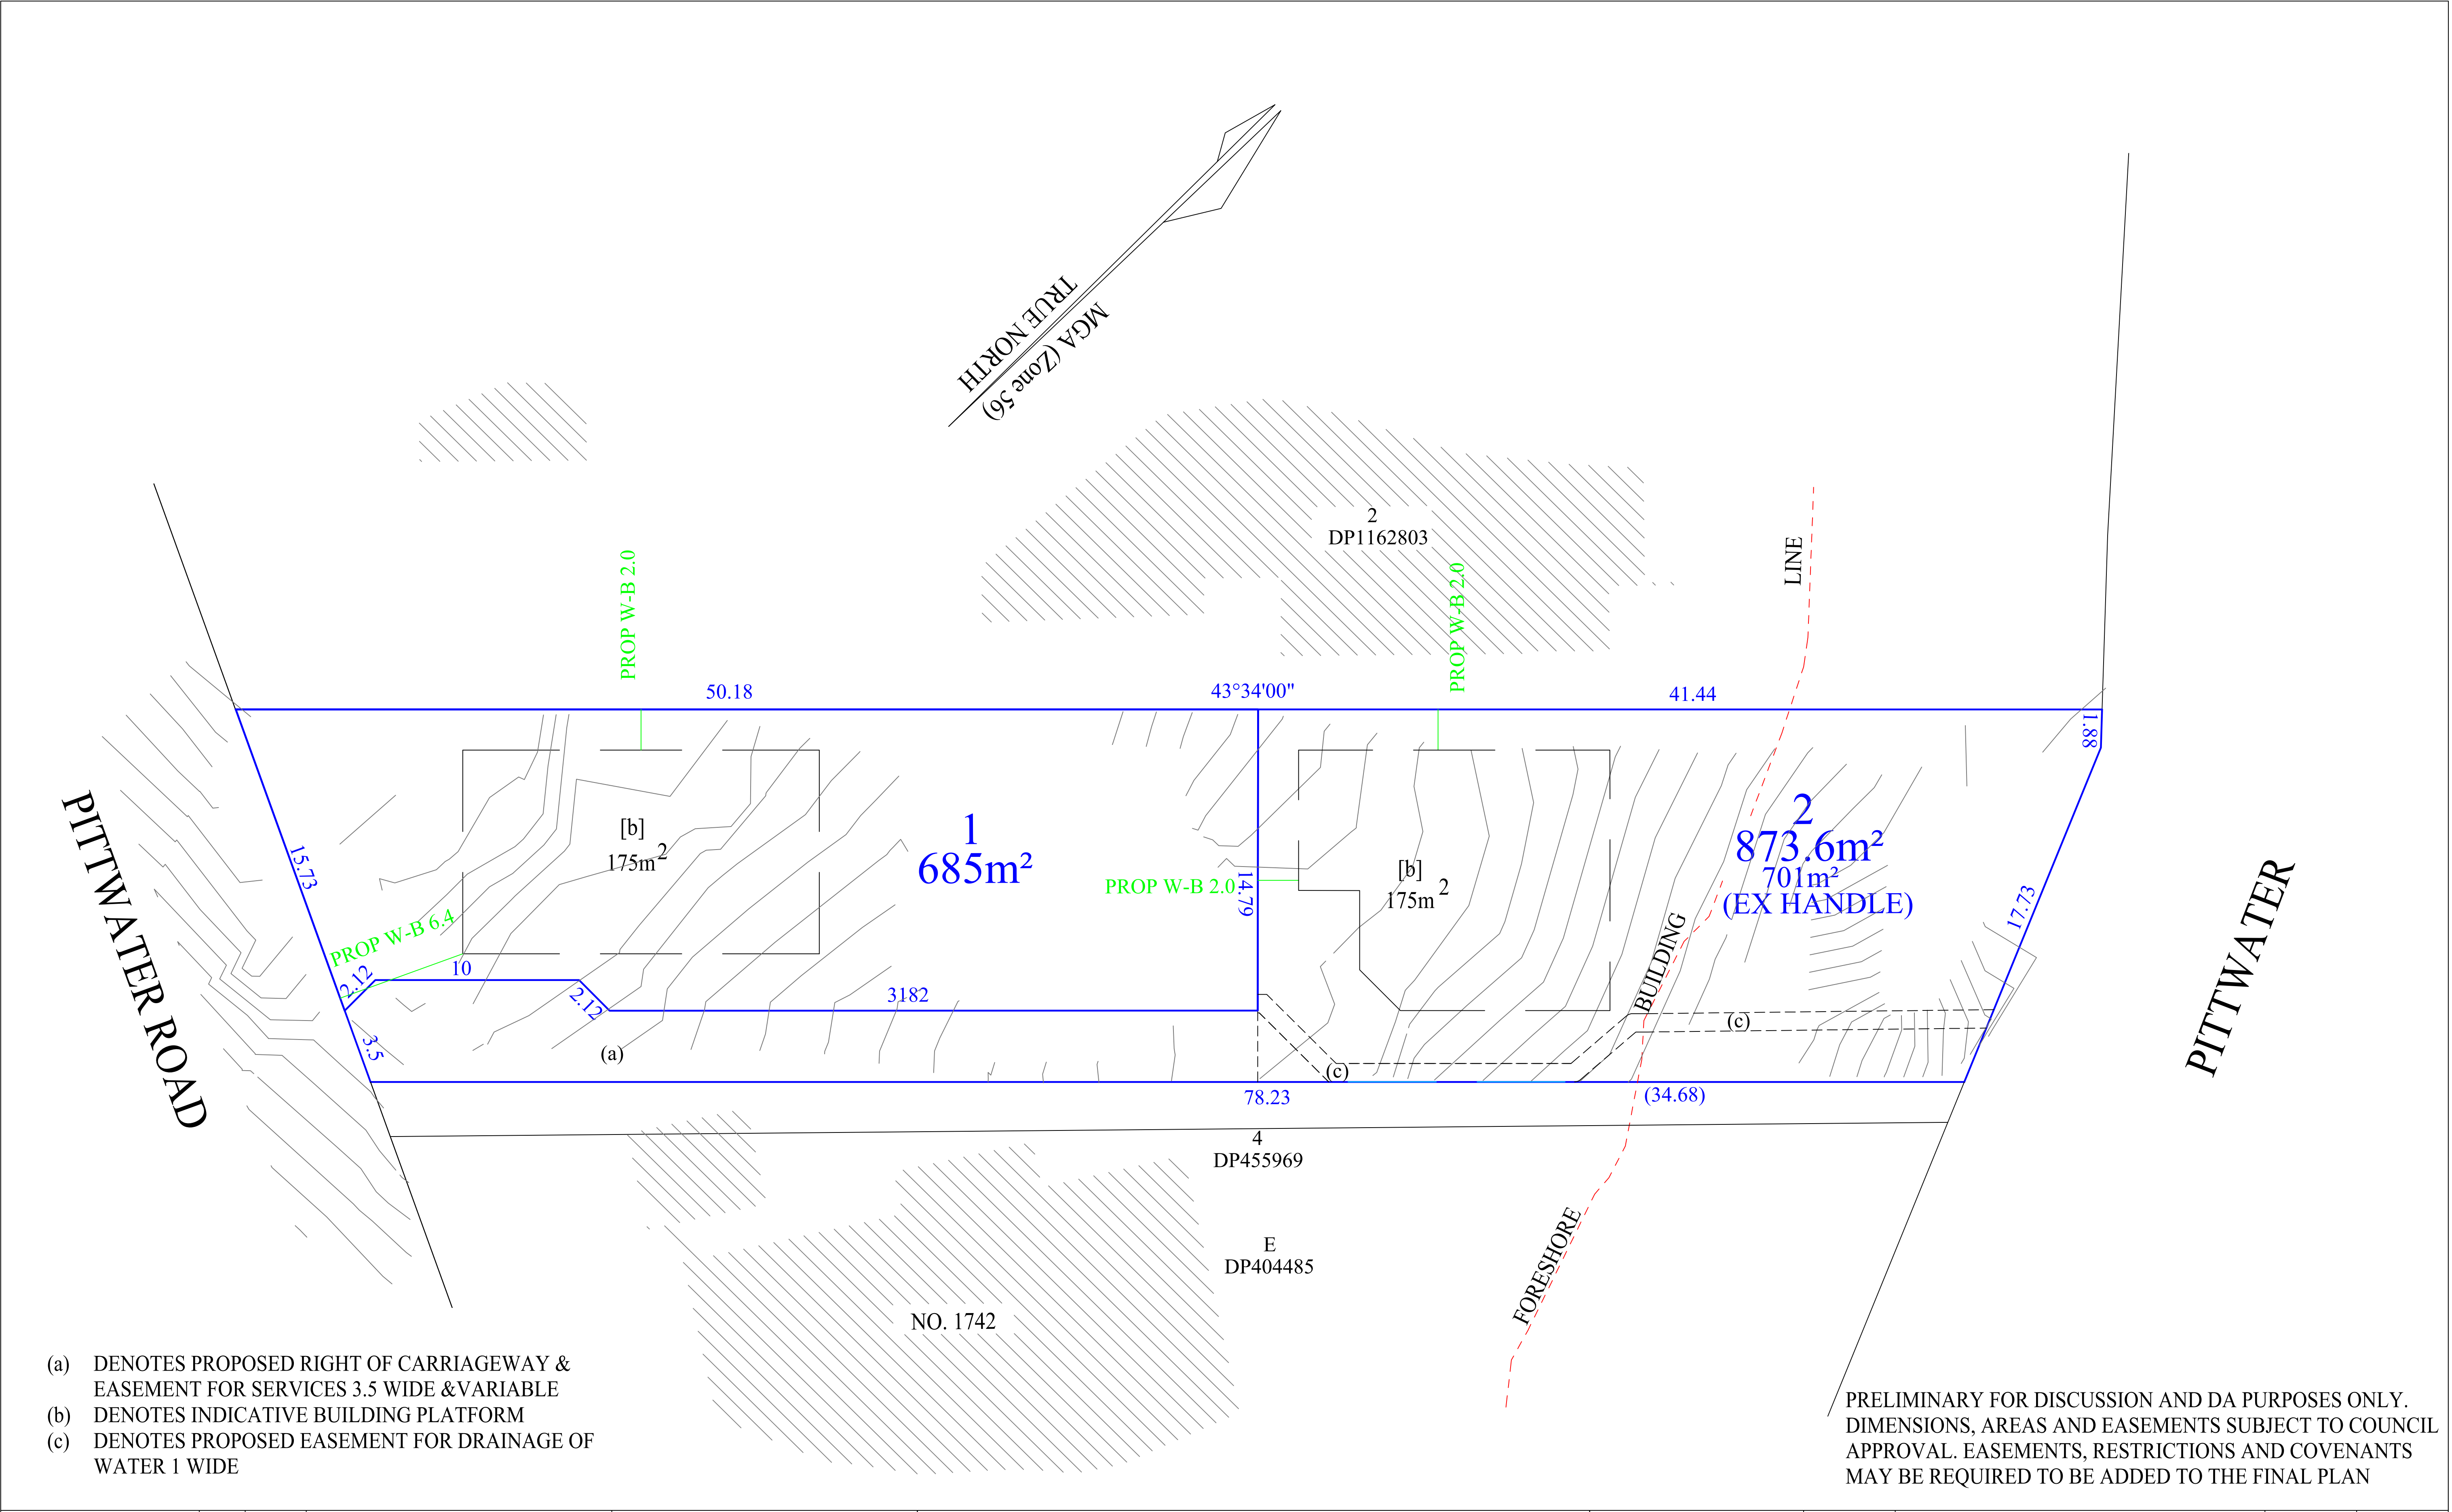 TRUE NORTH
MGA (Zone 56)
2
DP1162803
LINE
PROP W-B 2.0
PROP W-B 2.0
50.18
43°34'00"
41.44
1.88
PITTWATER ROAD
15.73
[b]
175m2
1
685m²
PROP W-B 2.0
14.79
[b]
175m2
2
873.6m²
701m²
(EX HANDLE)
17.73
PITTWATER
PROP W-B 6.4
2.12
10
2.12
3182
3.5
(a)
BUILDING
(c)
(c)
78.23
(34.68)
4
DP455969
E
DP404485
FORESHORE
NO. 1742
(a) DENOTES PROPOSED RIGHT OF CARRIAGEWAY &
EASEMENT FOR SERVICES 3.5 WIDE &VARIABLE
(b) DENOTES INDICATIVE BUILDING PLATFORM
(c) DENOTES PROPOSED EASEMENT FOR DRAINAGE OF
WATER 1 WIDE
PRELIMINARY FOR DISCUSSION AND DA PURPOSES ONLY.
DIMENSIONS, AREAS AND EASEMENTS SUBJECT TO COUNCIL
APPROVAL. EASEMENTS, RESTRICTIONS AND COVENANTS
MAY BE REQUIRED TO BE ADDED TO THE FINAL PLAN